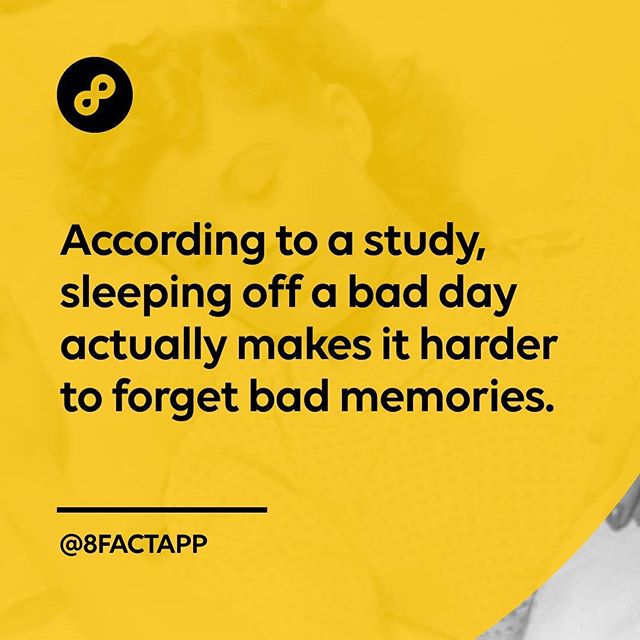 According to a study,
sleeping off a bad day
actually makes it harder
to forget bad memories.
@8FACTAPP